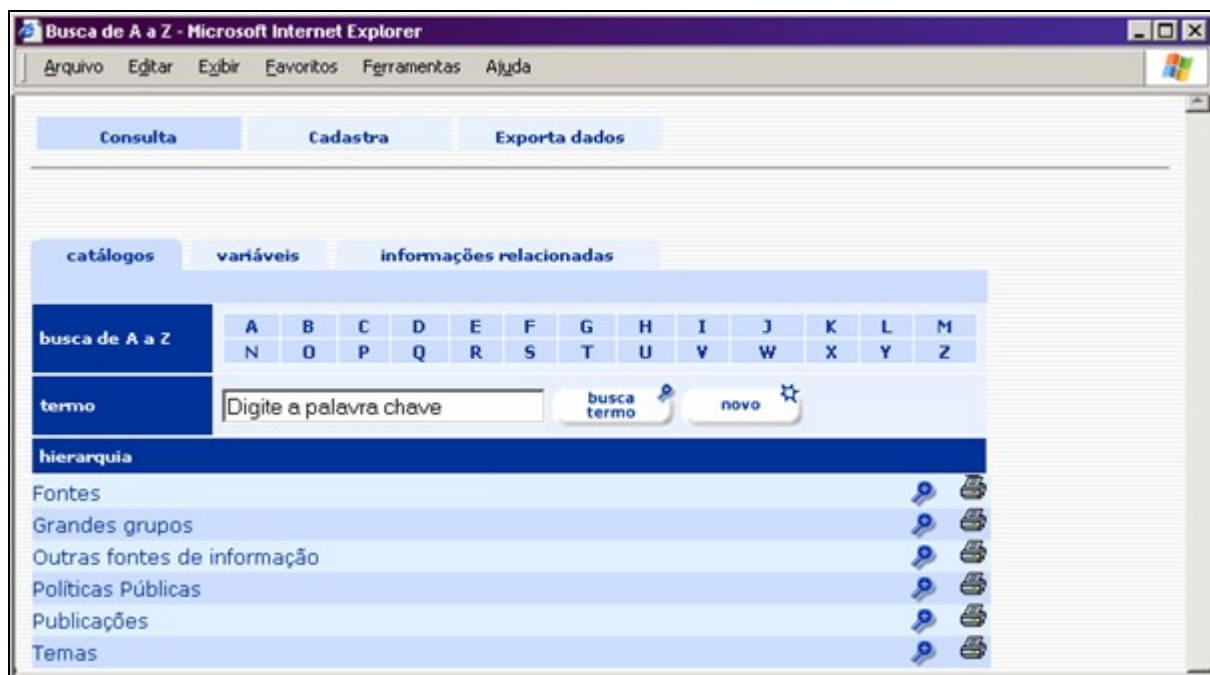 Busca de A a Z - Microsoft Internet Explorer
Arquivo Editar Exibir Favoritos Ferramentas Ajuda
Consulta Cadastra Exporta dados
catálogos variáveis informações relacionadas
busca de A a Z
A B C D E F G H I J K L M
N O P Q R S T U V W X Y Z
termo Digite a palavra chave busca termo novo
hierarquia
Fontes
Grandes grupos
Outras fontes de informação
Políticas Públicas
Publicações
Temas